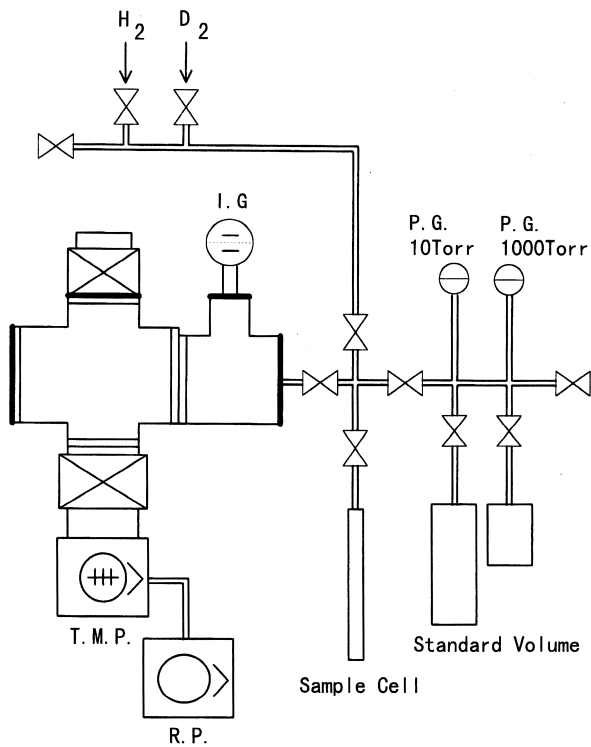 H2
D2
I.G
P.G.
10Torr
P.G.
1000Torr
T.M.P.
R.P.
Sample Cell
Standard Volume